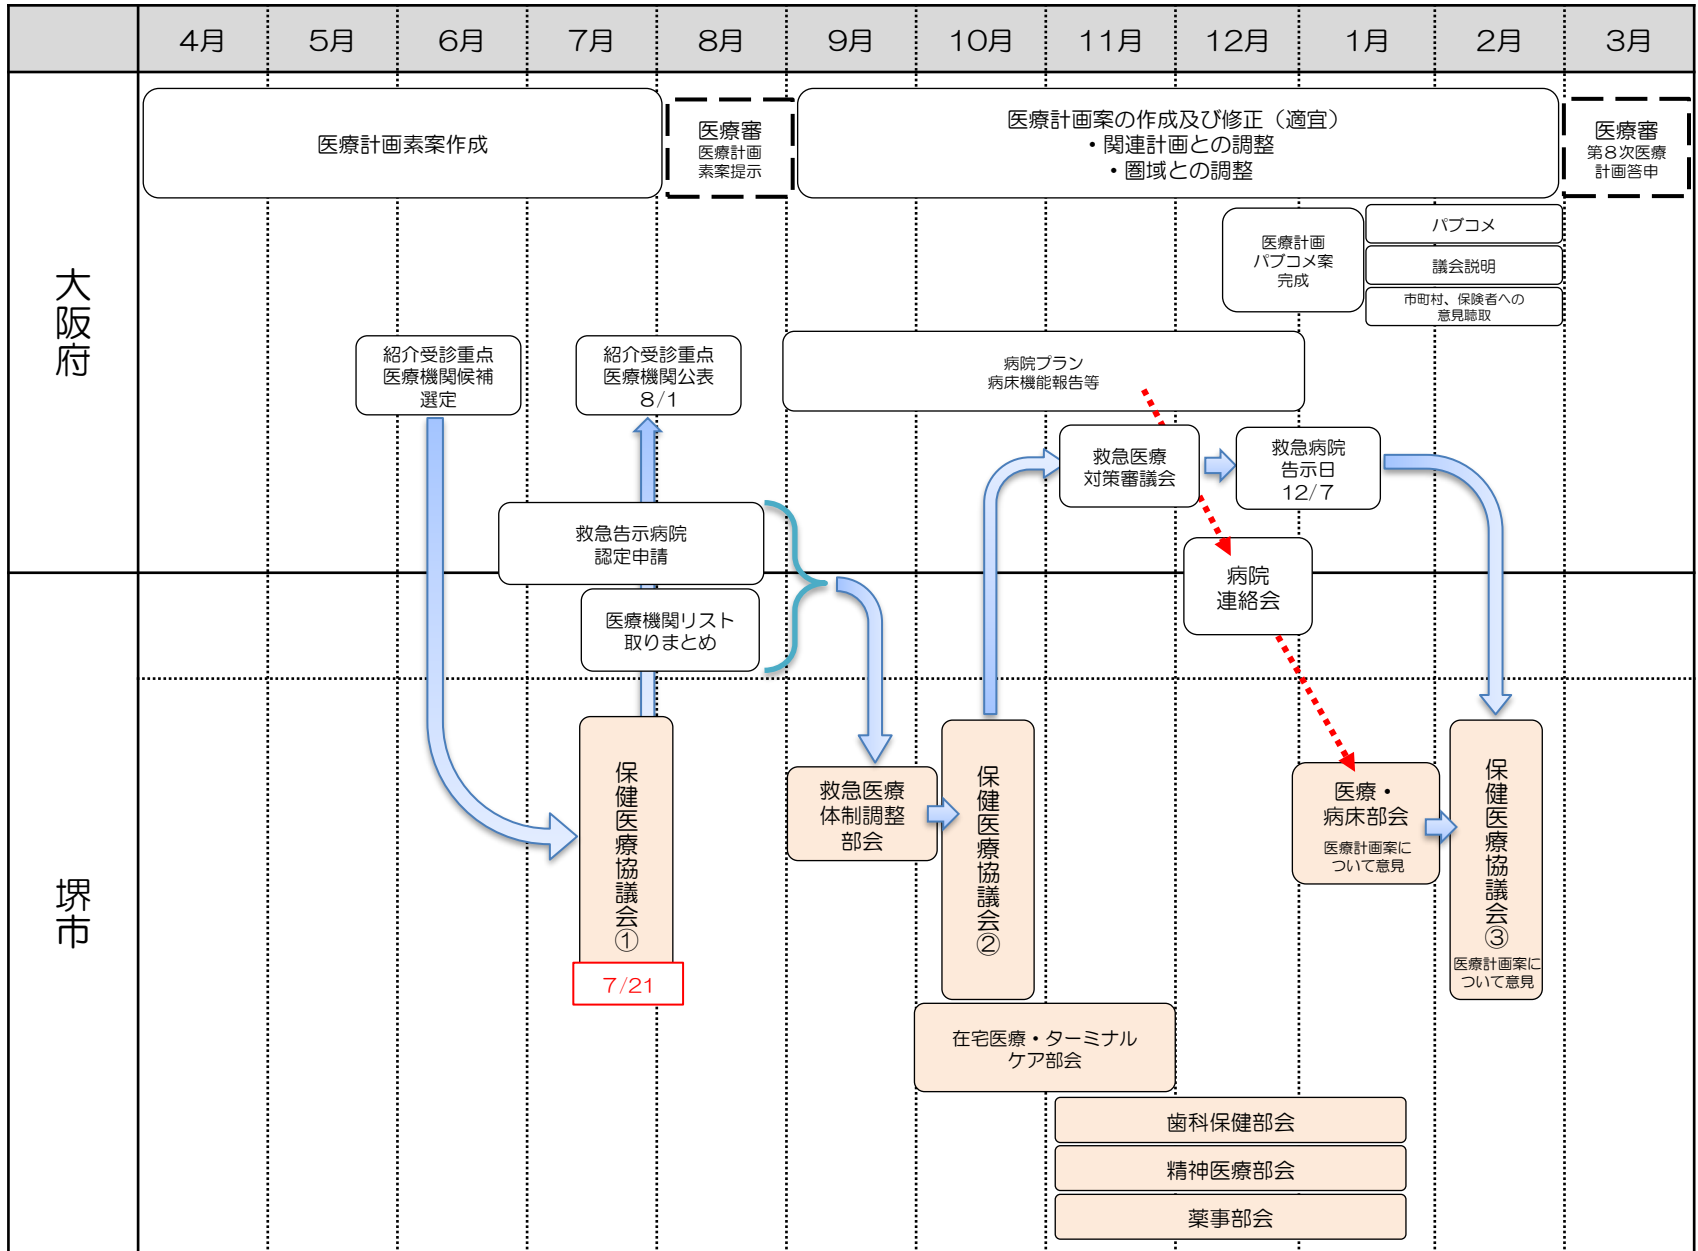 4月
5月
6月
7月
8月
9月
10月
11月
12月
1月
2月
3月
大阪府
医療計画素案作成
医療審
医療計画
素案提示
医療計画案の作成及び修正（適宜）
・関連計画との調整
・圏域との調整
医療審
第８次医療
計画答申
医療計画
パブコメ案
完成
パブコメ
議会説明
市町村、保険者への
意見聴取
紹介受診重点
医療機関候補
選定
紹介受診重点
医療機関公表
８/１
病院プラン
病床機能報告等
救急医療
対策審議会
救急病院
告示日
12/7
救急告示病院
認定申請
病院
連絡会
医療機関リスト
取りまとめ
堺市
保健医療協議会①
7/21
救急医療
体制調整
部会
保健医療協議会②
医療・
病床部会
医療計画案に
ついて意見
保健医療協議会③
医療計画案に
ついて意見
在宅医療・ターミナル
ケア部会
歯科保健部会
精神医療部会
薬事部会